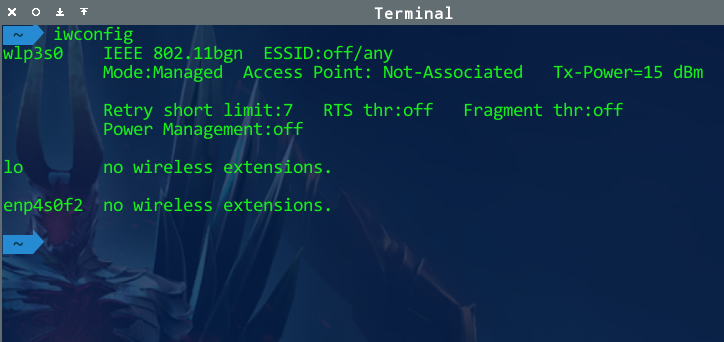 Terminal
~ iwconfig
wlp3s0    IEEE 802.11bgn  ESSID:off/any
          Mode:Managed  Access Point: Not-Associated   Tx-Power=15 dBm
          Retry short limit:7   RTS thr:off   Fragment thr:off
          Power Management:off
lo        no wireless extensions.
enp4s0f2  no wireless extensions.
~